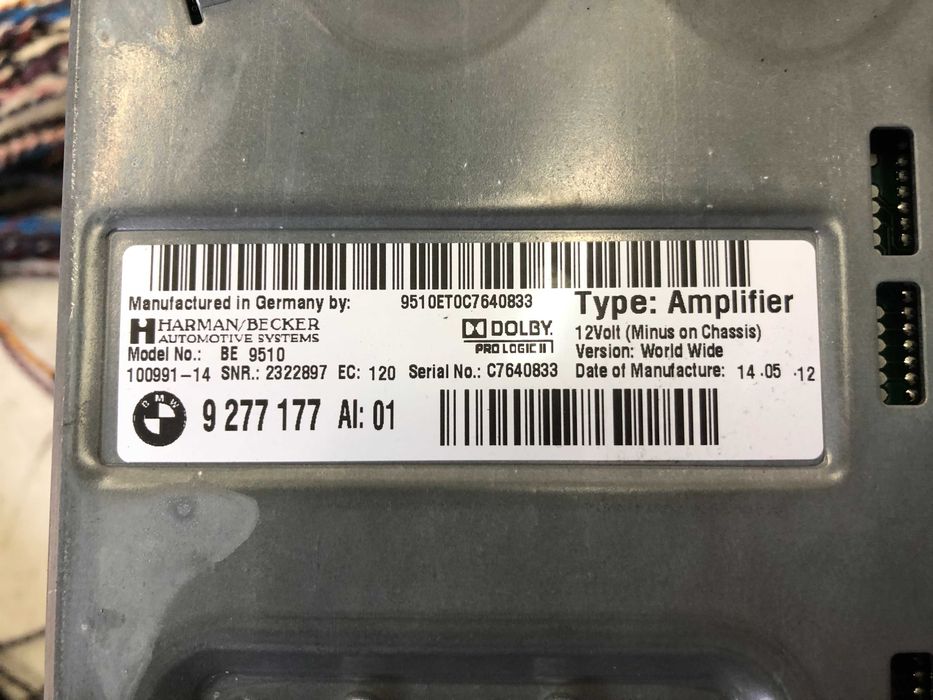 Manufactured in Germany by: 9510ET0C7640833 Type: Amplifier
HARMAN/BECKER
AUTOMOTIVE SYSTEMS
DOLBY
PRO LOGIC II
12Volt (Minus on Chassis)
Model No.: BE 9510
Version: World Wide
100991-14 SNR.: 2322897 EC: 120 Serial No.: C7640833 Date of Manufacture: 14 05 12
BMW
9 277 177 AI: 01